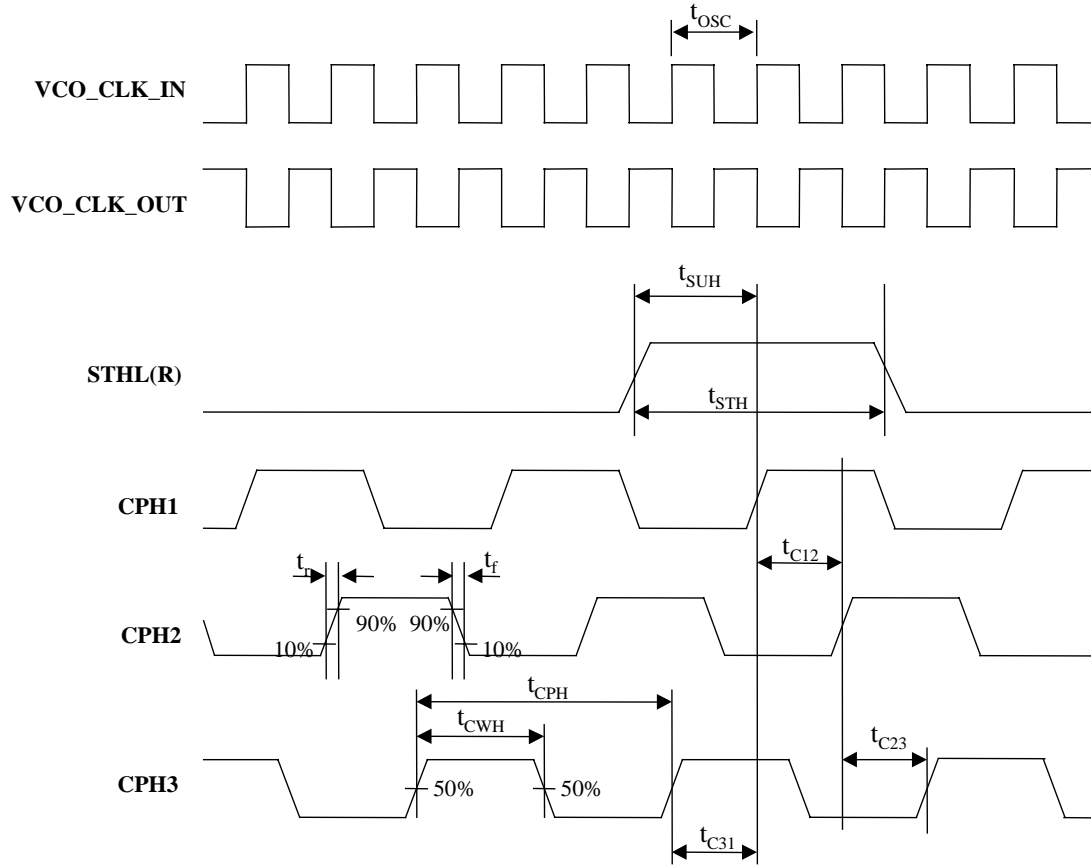 tOSC
VCO_CLK_IN
VCO_CLK_OUT
tSUH
STHL(R)
tSTH
CPH1
tC12
tr
tf
90%
90%
CPH2
10%
10%
tCPH
tCWH
tC23
CPH3
50%
50%
tC31